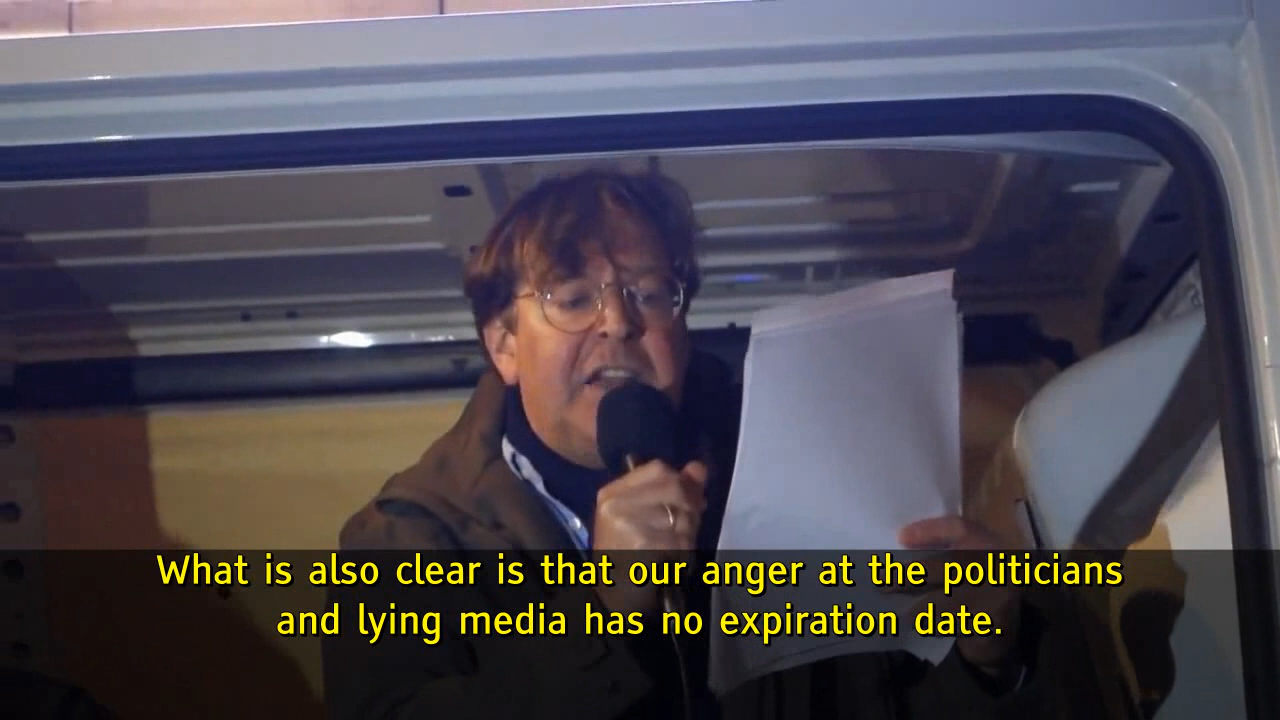 What is also clear is that our anger at the politicians
and lying media has no expiration date.